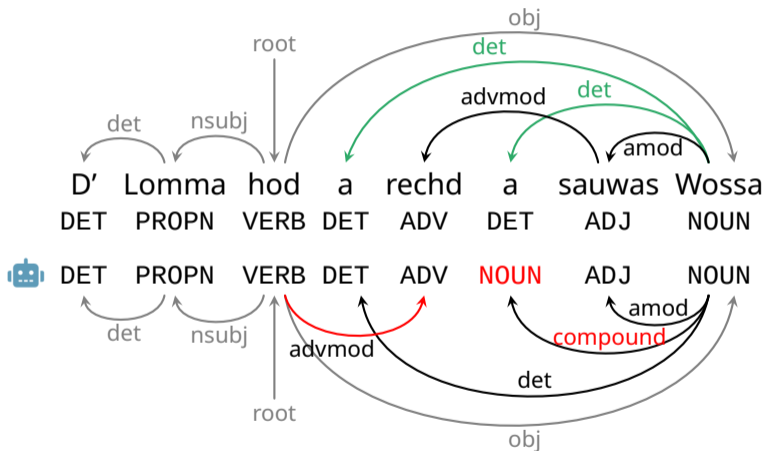 obj
det
root
det
advmod
nsubj
det
amod
D’ Lomma hod a rechd a sauwas Wossa
DET PROPN VERB DET ADV DET ADJ NOUN
DET PROPN VERB DET ADV NOUN ADJ NOUN
amod
det nsubj compound
advmod
det
root
obj